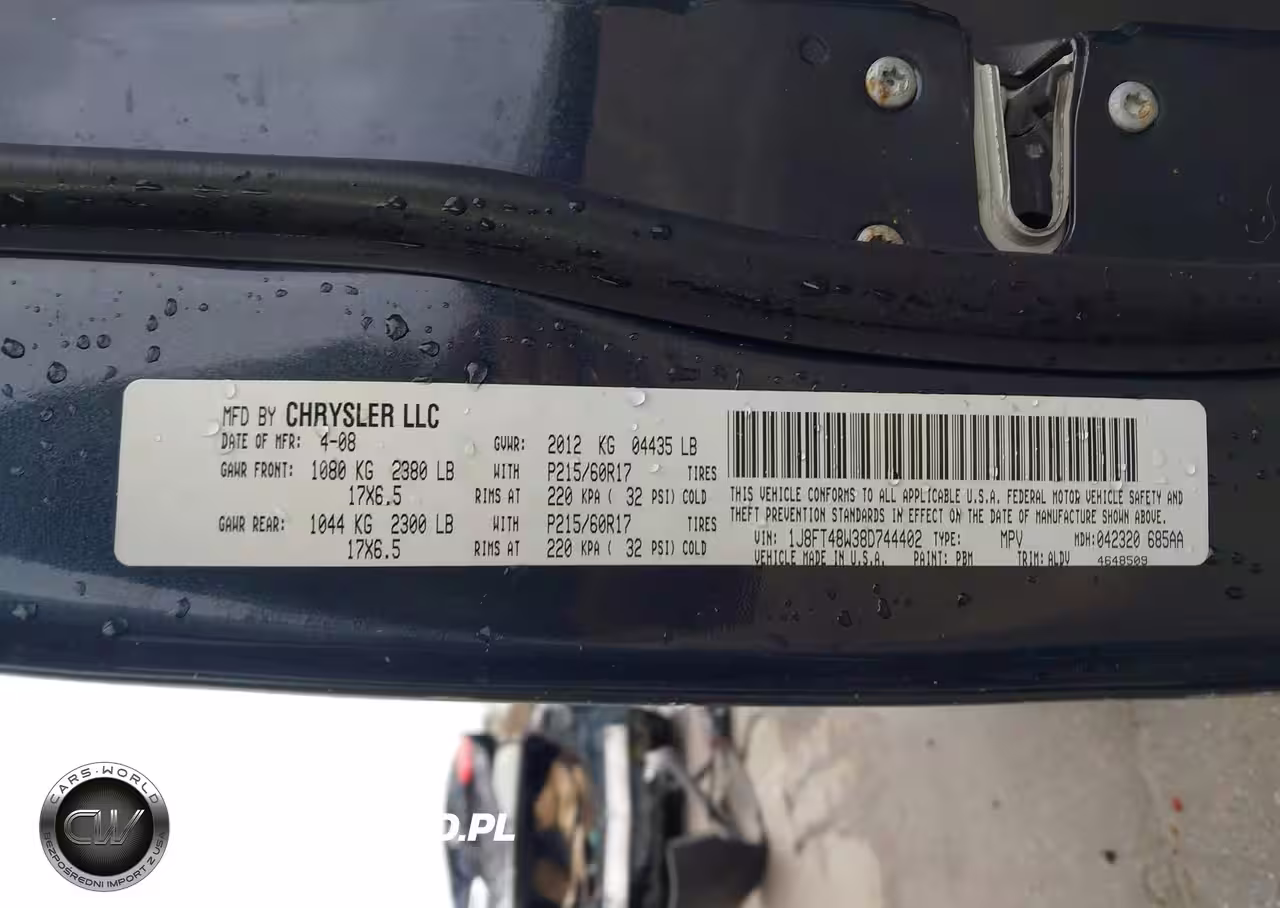 MFD BY CHRYSLER LLC
DATE OF MFR: 4-08 GVWR: 2012 KG 04435 LB
GAWR FRONT: 1080 KG 2380 LB WITH P215/60R17 TIRES
17X6.5 RIMS AT 220 KPA ( 32 PSI) COLD
GAWR REAR: 1044 KG 2300 LB WITH P215/60R17 TIRES
17X6.5 RIMS AT 220 KPA ( 32 PSI) COLD
THIS VEHICLE CONFORMS TO ALL APPLICABLE U.S.A. FEDERAL MOTOR VEHICLE SAFETY AND
THEFT PREVENTION STANDARDS IN EFFECT ON THE DATE OF MANUFACTURE SHOWN ABOVE.
VIN: 1J8FT48W38D744402 TYPE: MPV MDH: 042320 685AA
VEHICLE MADE IN U.S.A. PAINT: PBM TRIM: ALDV 4648509
CARS-WORLD
CW
BEZPOŚREDNI IMPORT Z USA
D.PL